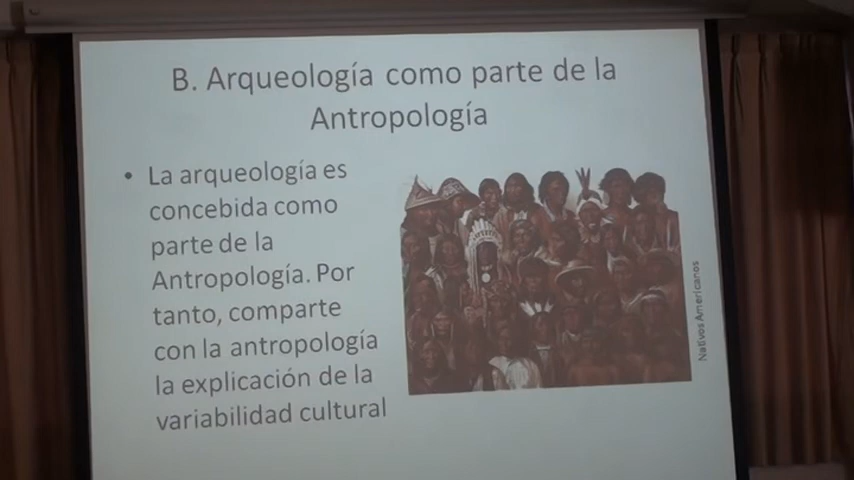 B. Arqueología como parte de la
Antropología
• La arqueología es
concebida como
parte de la
Antropología. Por
tanto, comparte
con la antropología
la explicación de la
variabilidad cultural
Nativos Americanos